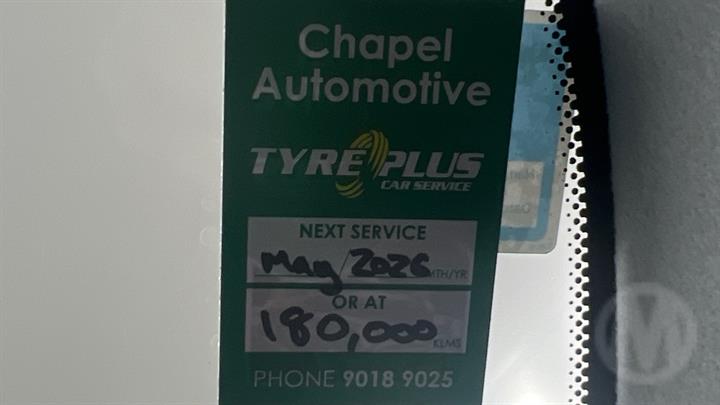 Chapel
Automotive
TYREPLUS
CAR SERVICE
NEXT SERVICE
May/2026 MTH/YR
OR AT
180,000 KLMS
PHONE 9018 9025
M